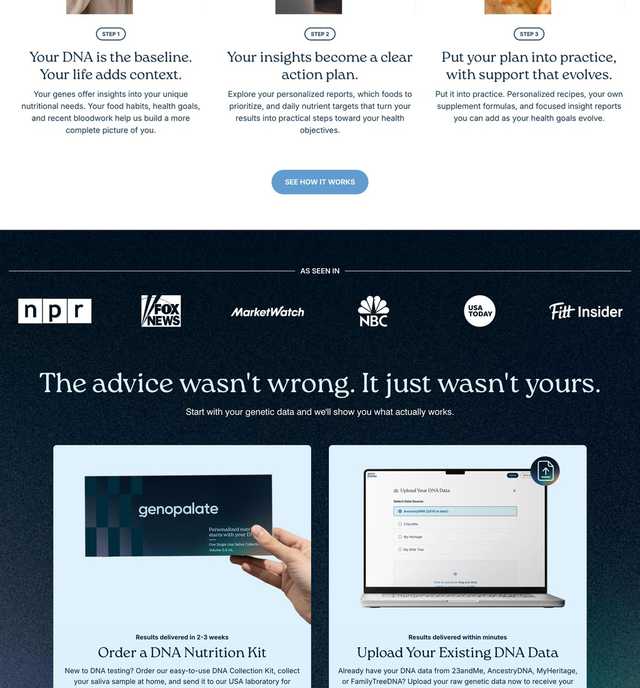 STEP 1
Your DNA is the baseline.
Your life adds context.
Your genes offer insights into your unique
nutritional needs. Your food habits, health goals,
and recent bloodwork help us build a more
complete picture of you.
STEP 2
Your insights become a clear
action plan.
Explore your personalized reports, which foods to
prioritize, and daily nutrient targets that turn your
results into practical steps toward your health
objectives.
STEP 3
Put your plan into practice,
with support that evolves.
Put it into practice. Personalized recipes, your own
supplement formulas, and focused insight reports
you can add as your health goals evolve.
SEE HOW IT WORKS
AS SEEN IN
npr
FOX
NEWS
MarketWatch
NBC
USA
TODAY
Fitt Insider
The advice wasn't wrong. It just wasn't yours.
Start with your genetic data and we'll show you what actually works.
genopalate
Personalized
starts with your
Results delivered in 2-3 weeks
Order a DNA Nutrition Kit
New to DNA testing? Order our easy-to-use DNA Collection Kit, collect
your saliva sample at home, and send it to our USA laboratory for
Upload Your DNA Data
Select Data Source
AncestryDNA
23andMe
My Heritage
Results delivered within minutes
Upload Your Existing DNA Data
Already have your DNA data from 23andMe, AncestryDNA, MyHeritage,
or FamilyTreeDNA? Upload your raw genetic data now to receive your